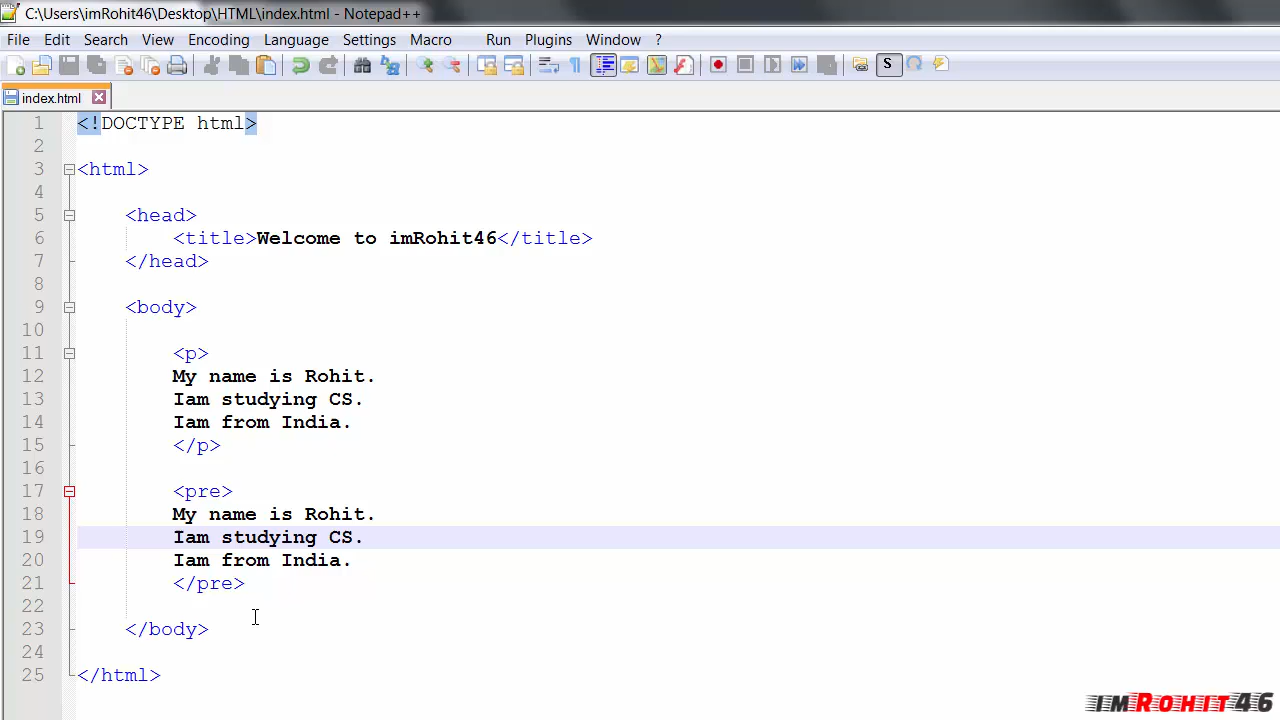 C:\Users\imRohit46\Desktop\HTML\index.html - Notepad++
File Edit Search View Encoding Language Settings Macro Run Plugins Window ?
S
index.html
1 <!DOCTYPE html>
2
3 <html>
4
5 <head>
6 <title>Welcome to imRohit46</title>
7 </head>
8
9 <body>
10
11 <p>
12 My name is Rohit.
13 Iam studying CS.
14 Iam from India.
15 </p>
16
17 <pre>
18 My name is Rohit.
19 Iam studying CS.
20 Iam from India.
21 </pre>
22
23 </body>
24
25 </html>
imRohit46